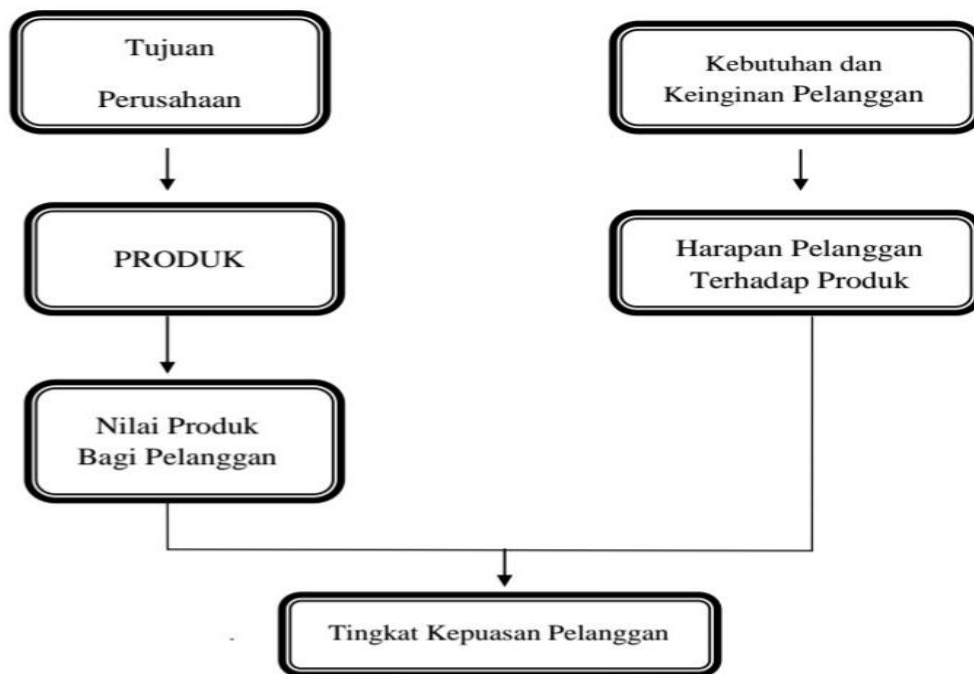 Tujuan
Perusahaan
Kebutuhan dan
Keinginan Pelanggan
PRODUK
Harapan Pelanggan
Terhadap Produk
Nilai Produk
Bagi Pelanggan
Tingkat Kepuasan Pelanggan